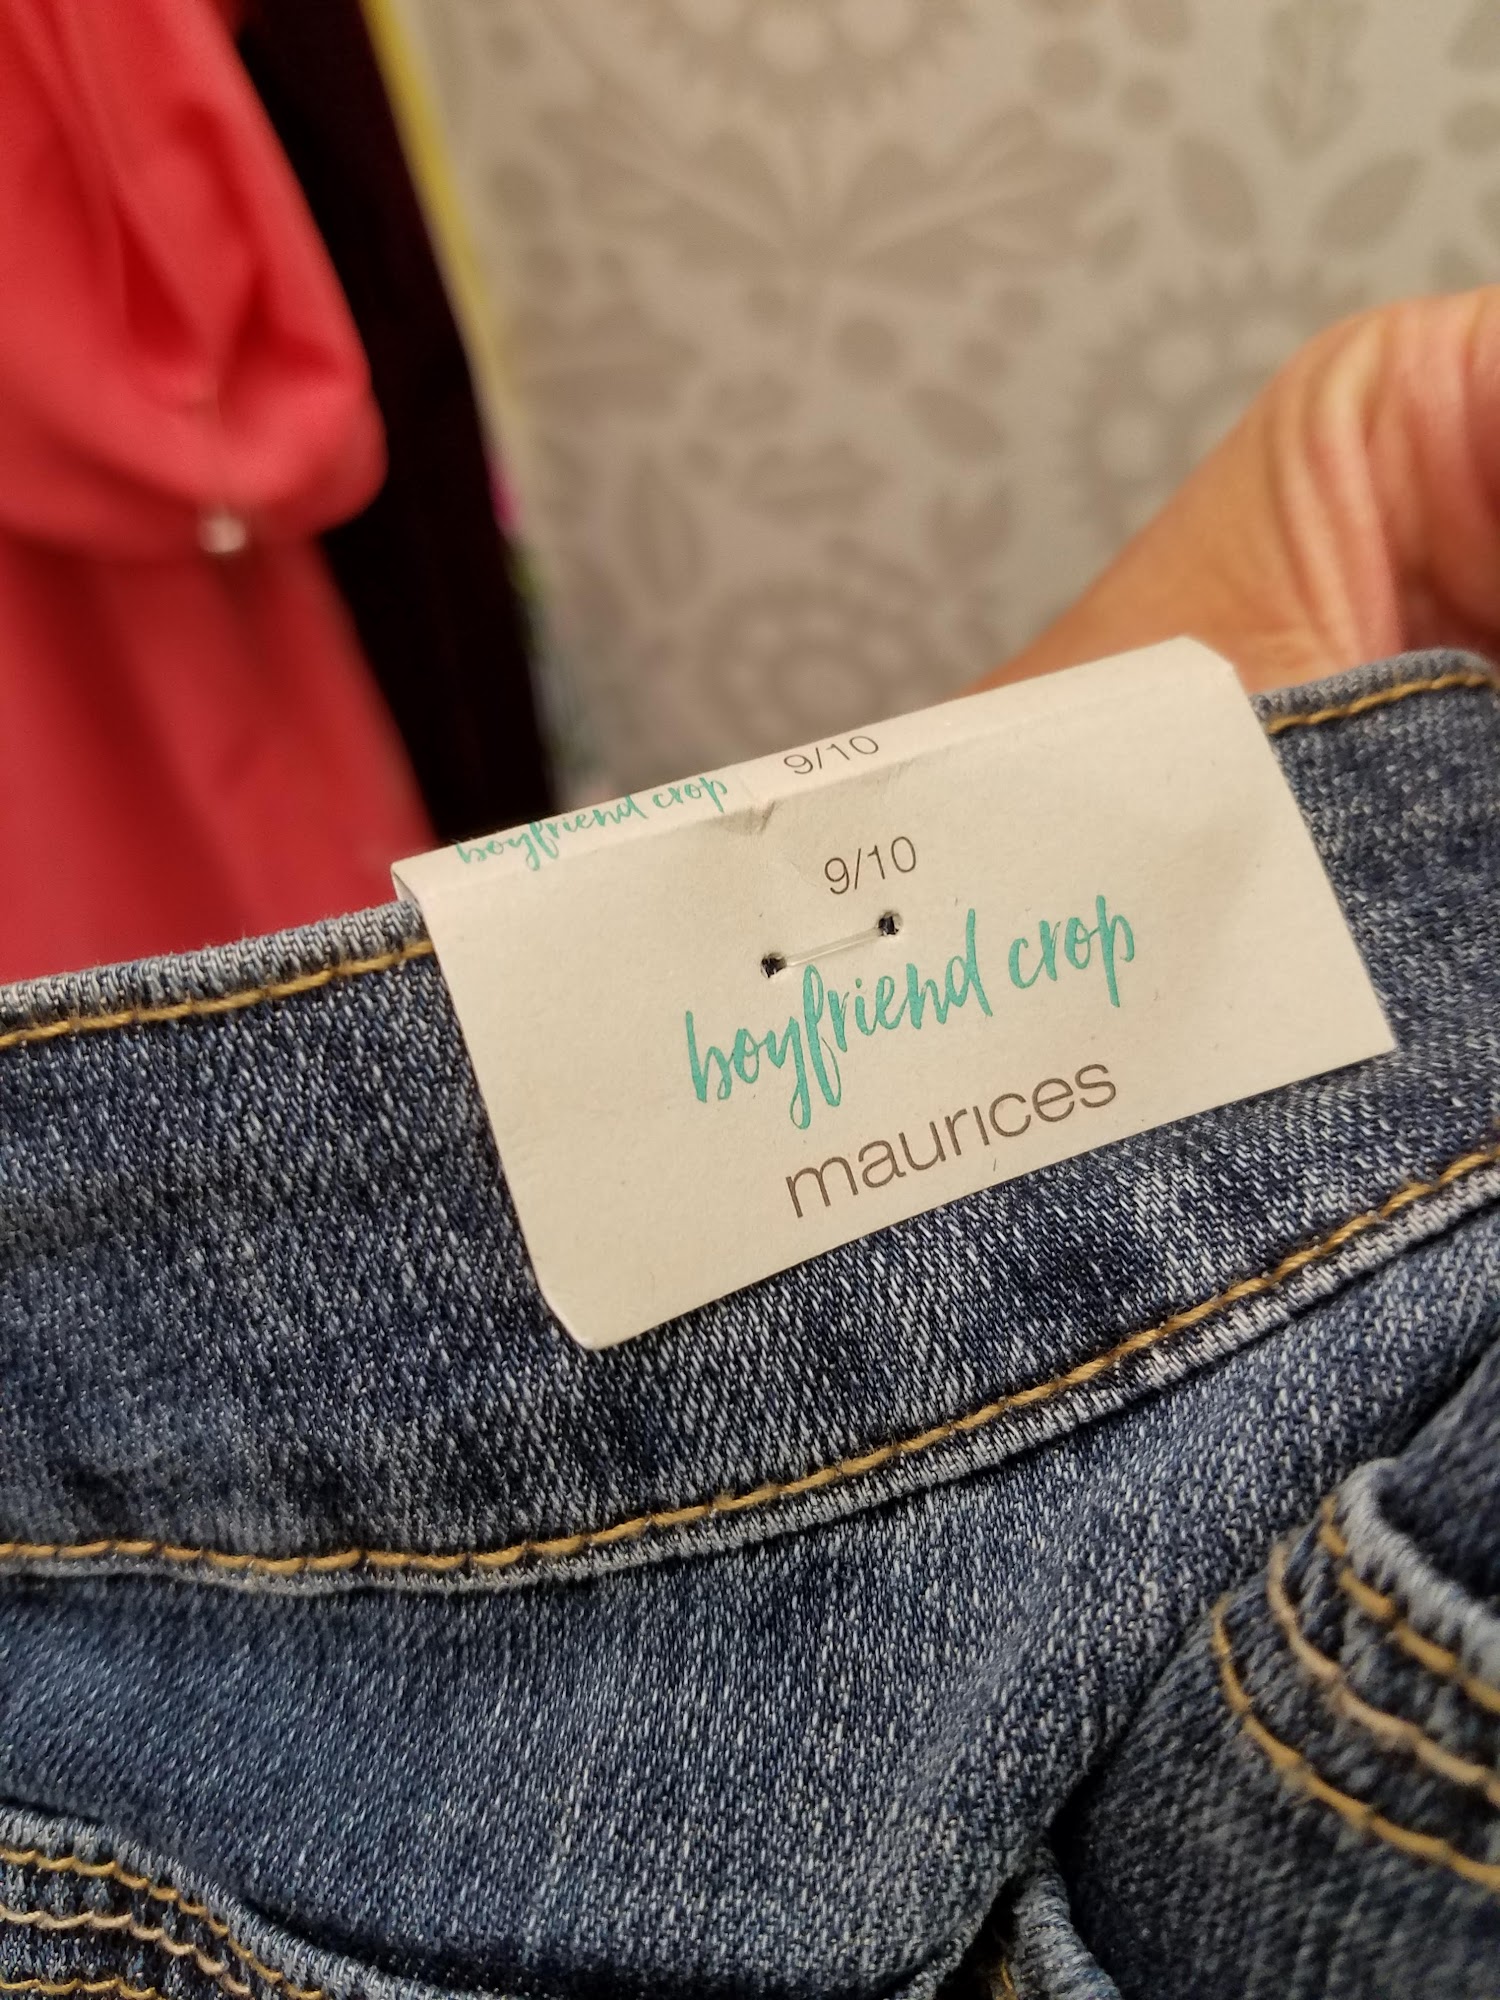 boyfriend crop 9/10
9/10
boyfriend crop
maurices